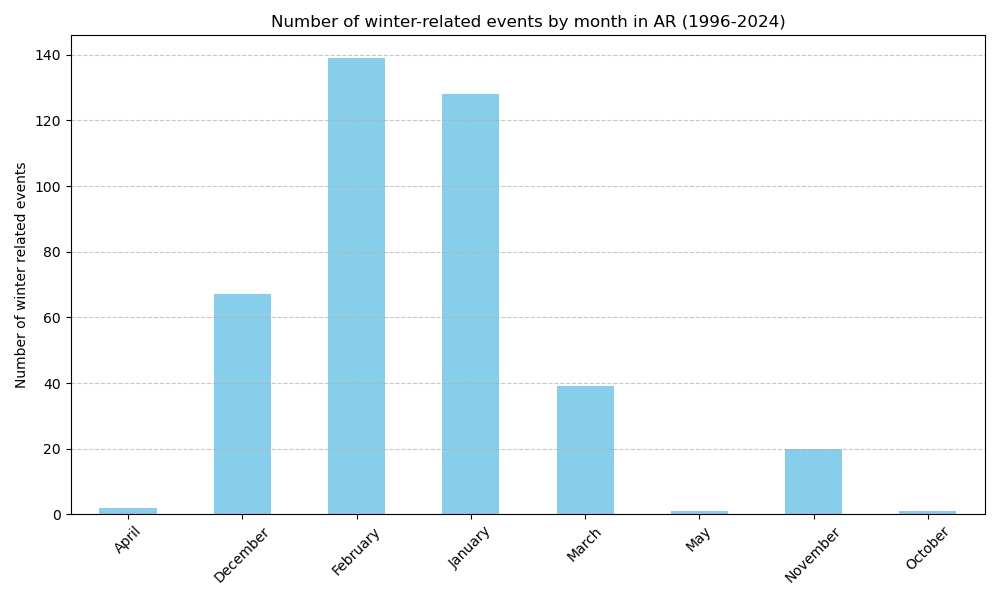 Number of winter-related events by month in AR (1996-2024)
Number of winter related events
140
120
100
80
60
40
20
0
April
December
February
January
March
May
November
October